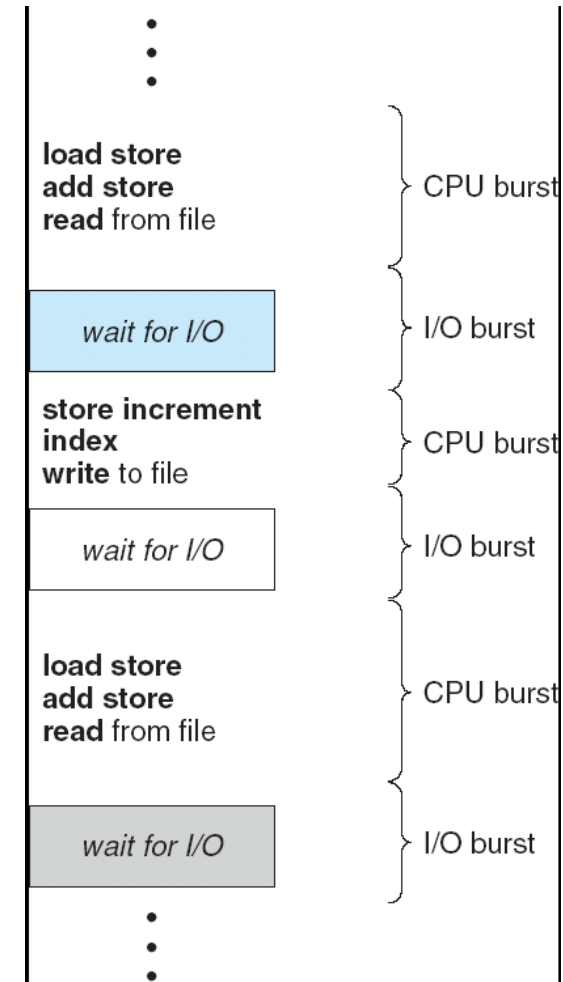 load store
add store
read from file
CPU burst
wait for I/O
I/O burst
store increment
index
write to file
CPU burst
wait for I/O
I/O burst
load store
add store
read from file
CPU burst
wait for I/O
I/O burst